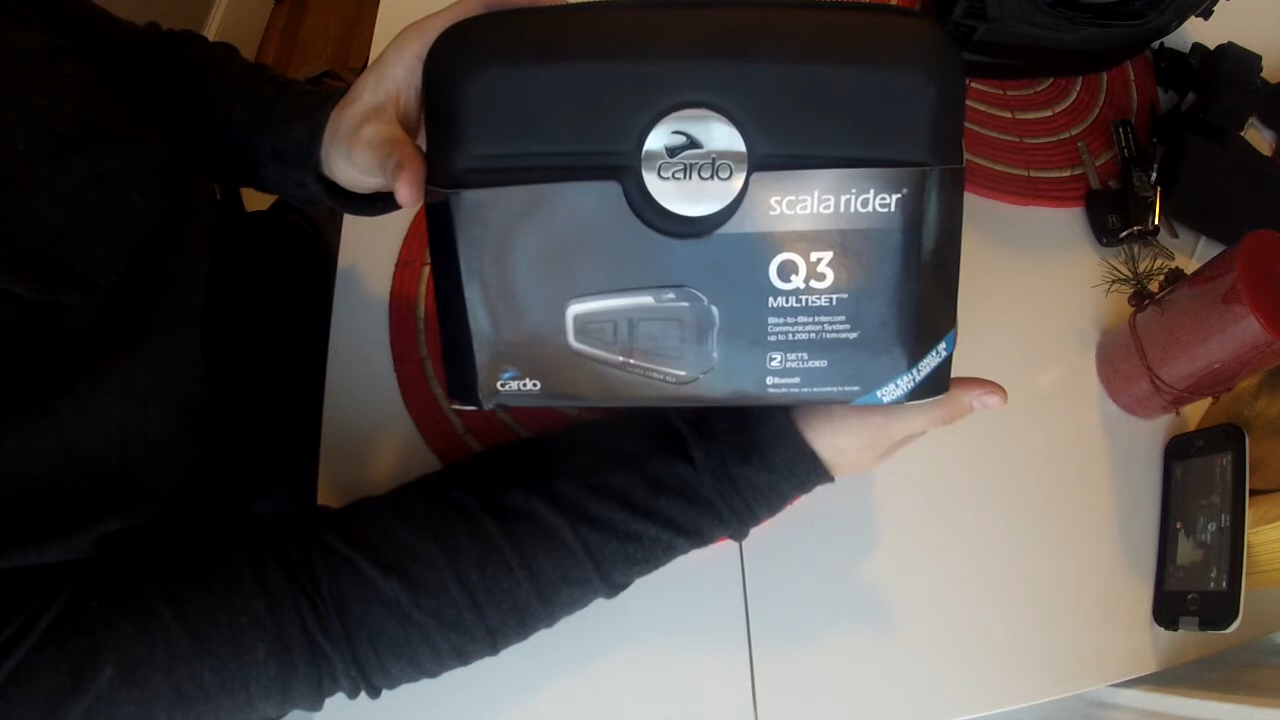 cardo
scala rider®
Q3
MULTISET™
Bike-to-Bike Intercom
Communication System
up to 3,200 ft / 1 km range*
2 SETS
INCLUDED
Bluetooth
cardo
FOR SALE ONLY IN
NORTH AMERICA